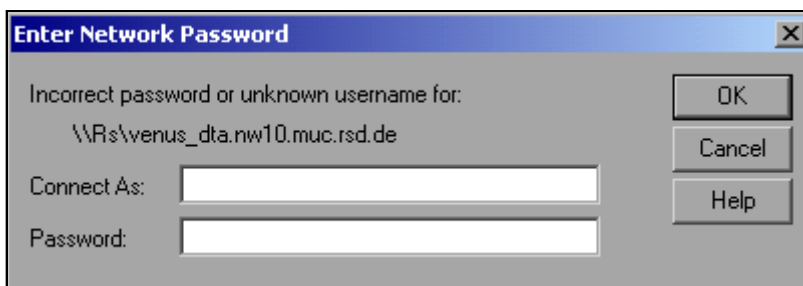 Enter Network Password
Incorrect password or unknown username for:
\\Rs\venus_dta.nw10.muc.rsd.de
Connect As:
Password:
OK
Cancel
Help